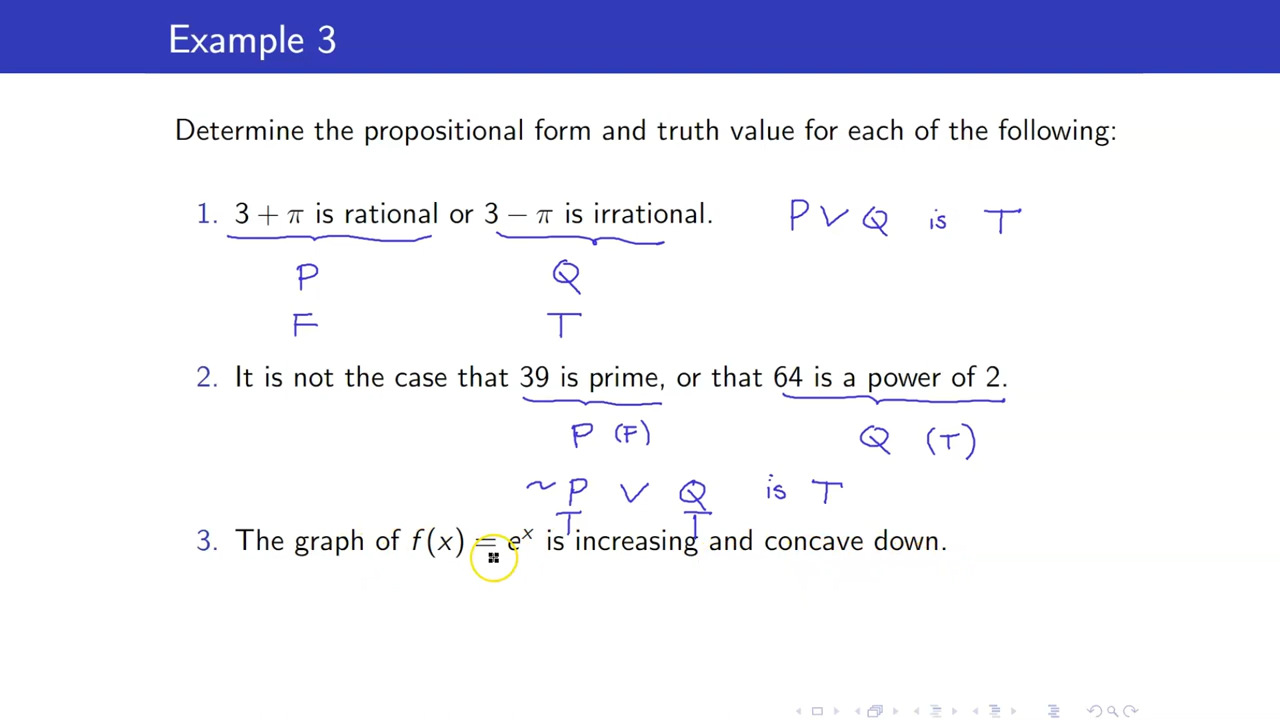 Example 3
Determine the propositional form and truth value for each of the following:
1. 3 + π is rational or 3 − π is irrational. P ∨ Q is T
P Q
F T
2. It is not the case that 39 is prime, or that 64 is a power of 2.
P (F) Q (T)
~P ∨ Q is T
T T
3. The graph of f(x) = eˣ is increasing and concave down.